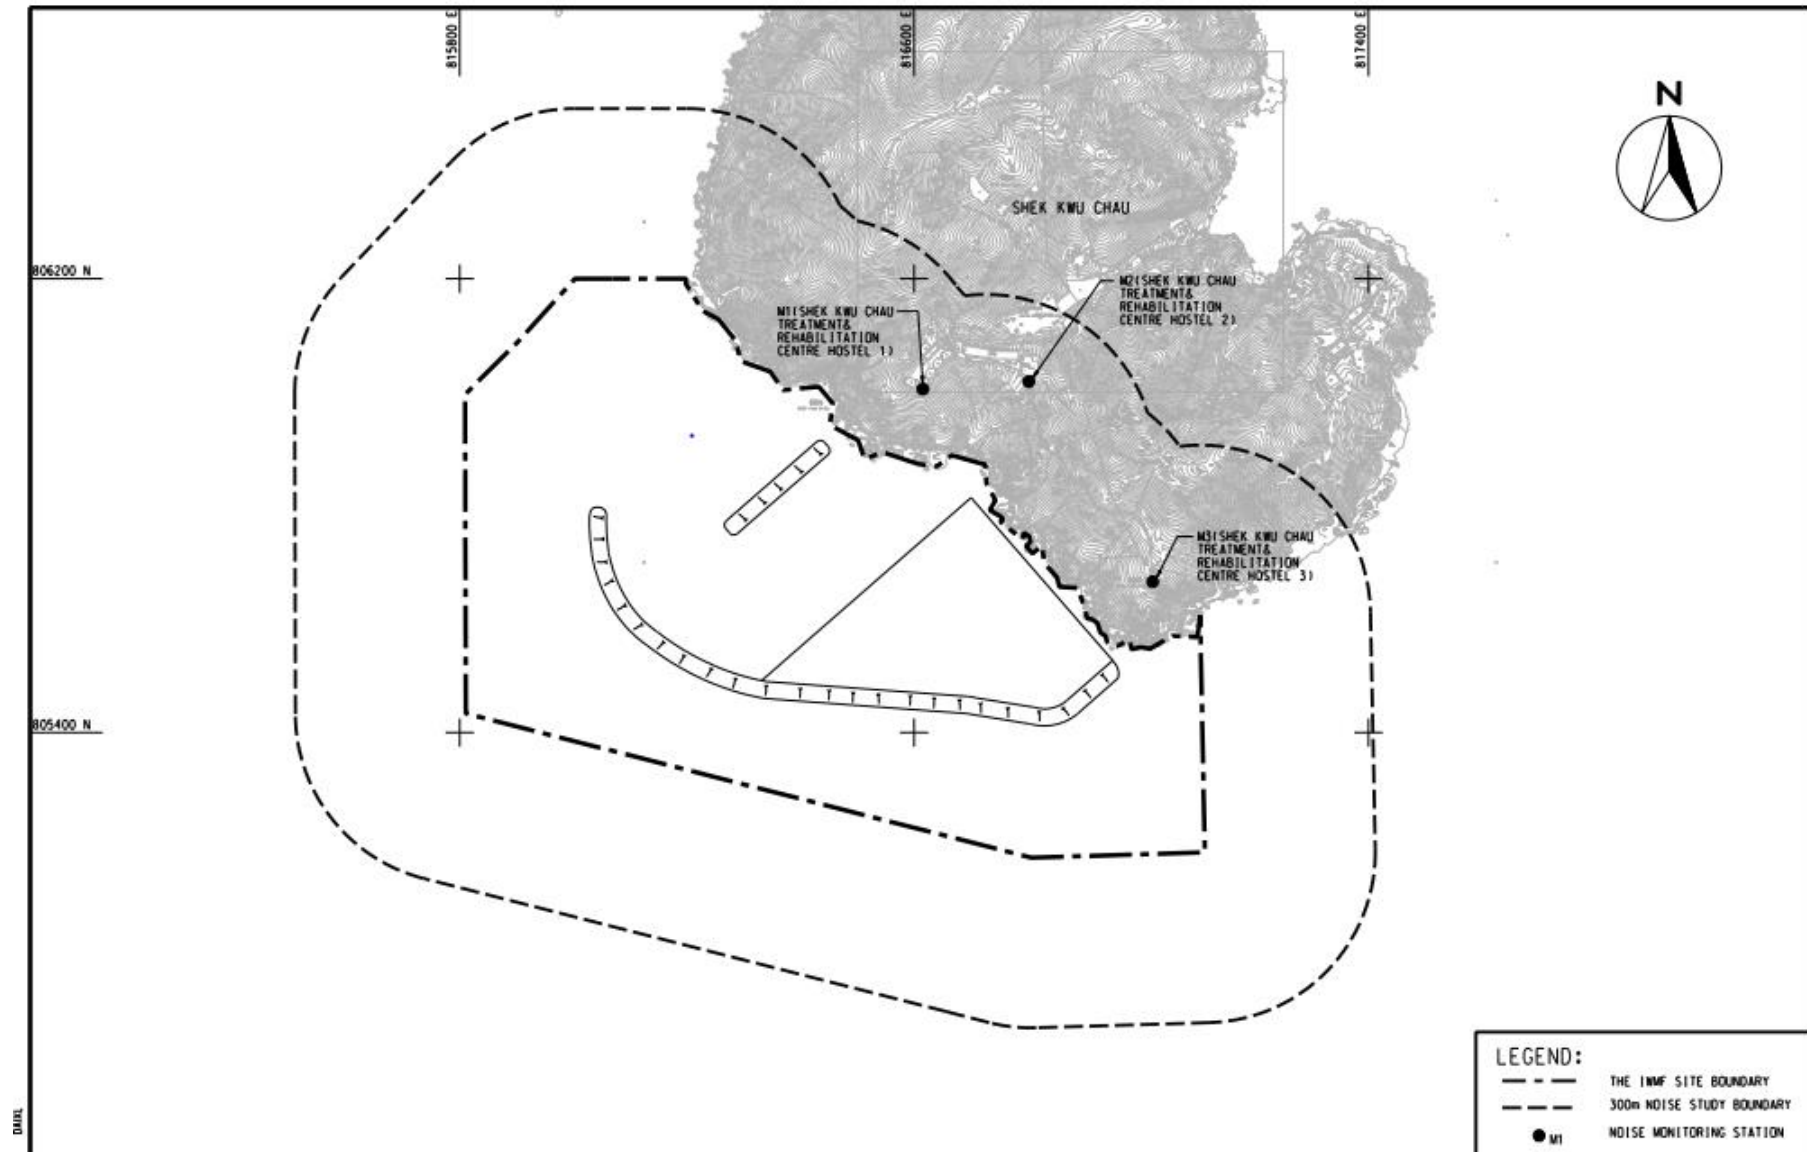 815800 E
816600 E
817400 E
N
SHEK KWU CHAU
806200 N
M2(SHEK KWU CHAU
TREATMENT&
REHABILITATION
CENTRE HOSTEL 2)
M1(SHEK KWU CHAU
TREATMENT&
REHABILITATION
CENTRE HOSTEL 1)
M3(SHEK KWU CHAU
TREATMENT&
REHABILITATION
CENTRE HOSTEL 3)
805400 N
LEGEND:
THE IWMF SITE BOUNDARY
300m NOISE STUDY BOUNDARY
M1 NOISE MONITORING STATION